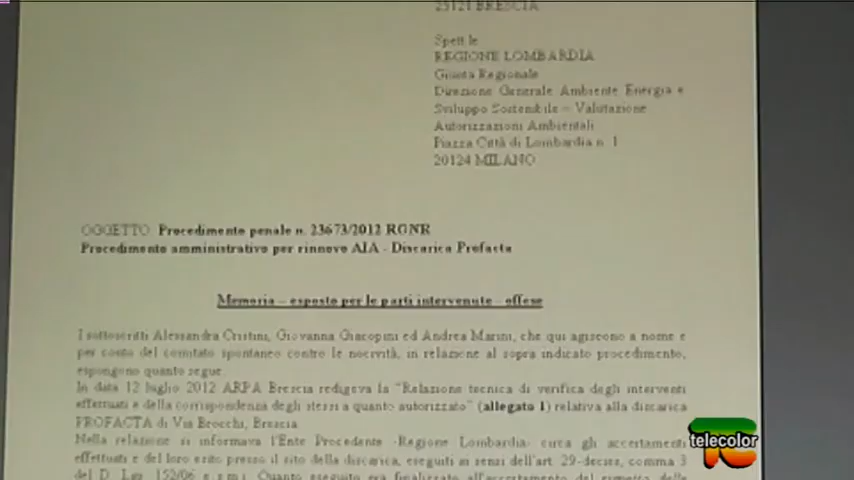 25121 BRESCIA
Spett.le
REGIONE LOMBARDIA
Giunta Regionale
Direzione Generale Ambiente Energia e
Sviluppo Sostenibile – Valutazione
Autorizzazioni Ambientali
Piazza Città di Lombardia n. 1
20124 MILANO
OGGETTO: Procedimento penale n. 23673/2012 RGNR
Procedimento amministrativo per rinnovo AIA - Discarica Profacta
Memoria – esposto per le parti intervenute - offese
I sottoscritti Alessandra Cristini, Giovanna Giacopini ed Andrea Marini, che qui agiscono a nome e
per conto del comitato spontaneo contro le nocività, in relazione al sopra indicato procedimento,
espongono quanto segue.
In data 12 luglio 2012 ARPA Brescia redigeva la "Relazione tecnica di verifica degli interventi
effettuati e della corrispondenza degli stessi a quanto autorizzato" (allegato 1) relativa alla discarica
PROFACTA di Via Brocchi, Brescia.
Nella relazione si informava l'Ente Procedente -Regione Lombardia- circa gli accertamenti
effettuati e del loro esito presso il sito della discarica, eseguiti ai sensi dell'art. 29-decies, comma 3
del D. Lgs. 152/06 e s.m.i. Quanto eseguito era finalizzato all'accertamento del rispetto delle
telecolor